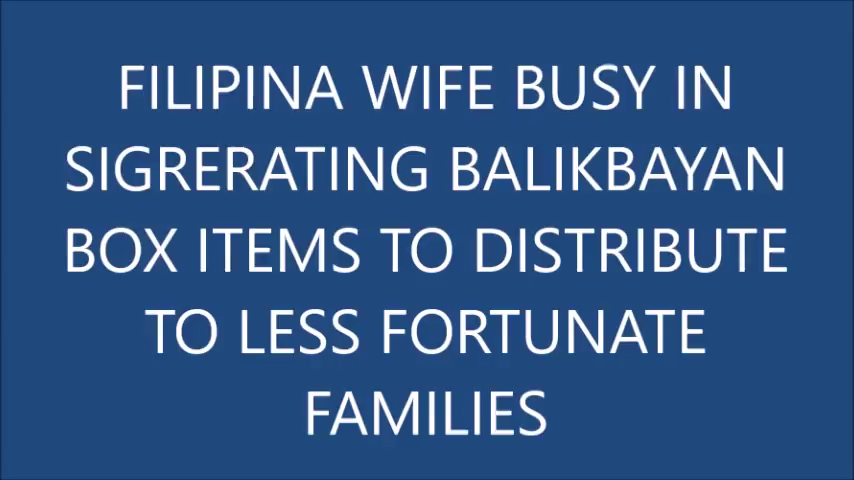 FILIPINA WIFE BUSY IN
SIGRERATING BALIKBAYAN
BOX ITEMS TO DISTRIBUTE
TO LESS FORTUNATE
FAMILIES